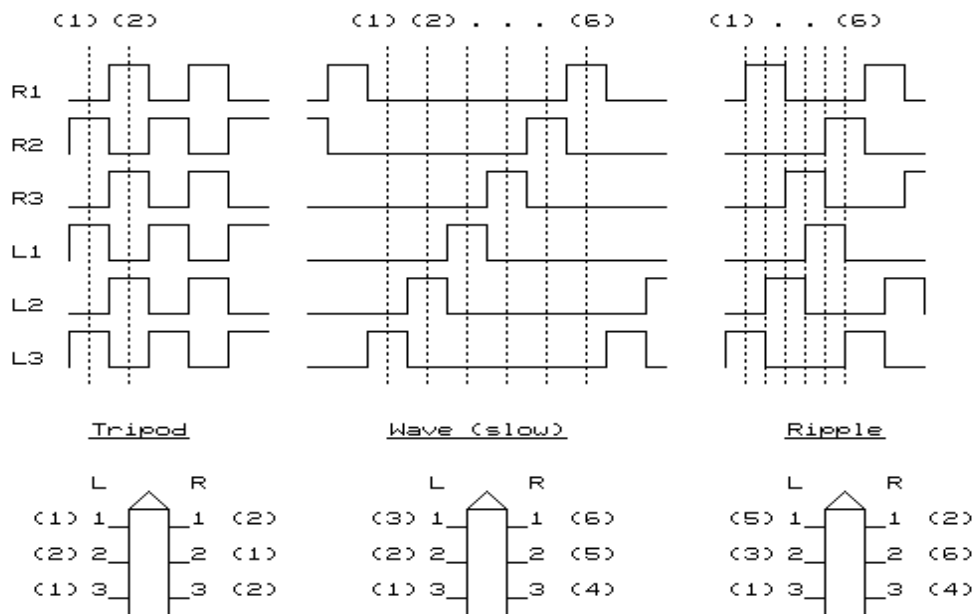 (1) (2) (1) (2) . . . (6) (1) . . (6)
R1
R2
R3
L1
L2
L3
Tripod Wave (slow) Ripple
L R L R L R
(1) 1 1 (2) (3) 1 1 (6) (5) 1 1 (2)
(2) 2 2 (1) (2) 2 2 (5) (3) 2 2 (6)
(1) 3 3 (2) (1) 3 3 (4) (1) 3 3 (4)